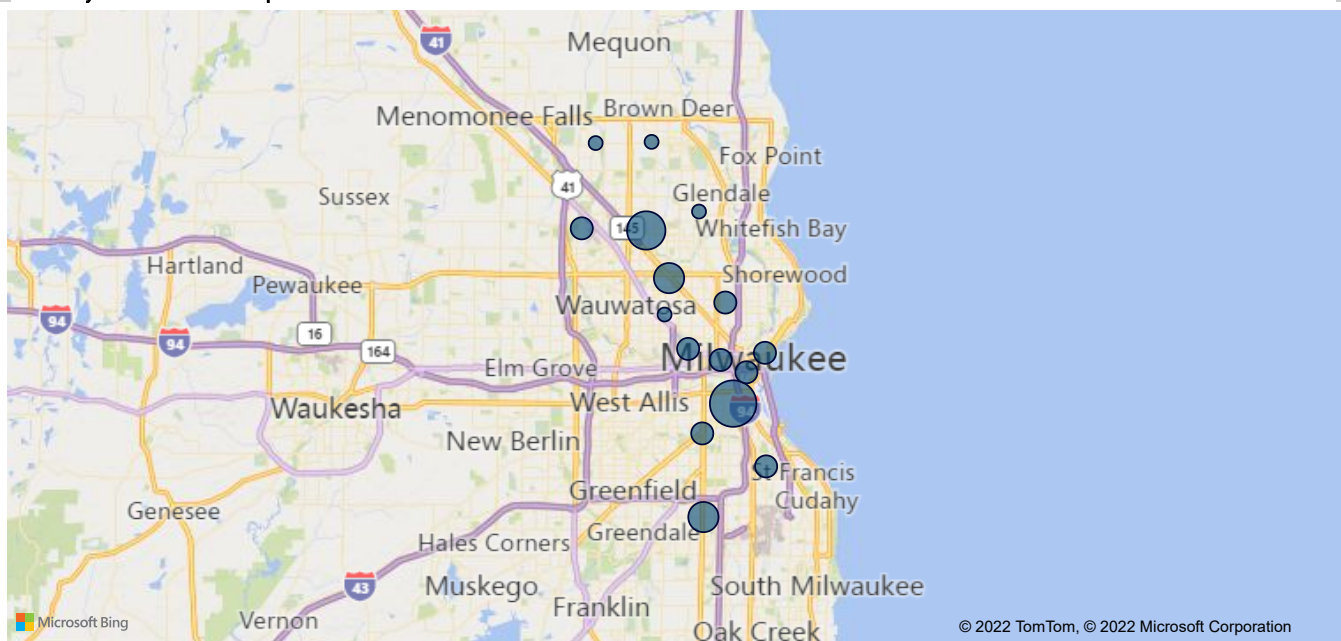 41
Mequon
Menomonee Falls
Brown Deer
Fox Point
41
Sussex
Glendale
145
Whitefish Bay
Hartland
Pewaukee
Shorewood
Wauwatosa
94
16
94
164
Milwaukee
Elm Grove
Waukesha
West Allis
94
New Berlin
St Francis
Greenfield
Cudahy
Genesee
Greendale
Hales Corners
43
Muskego
South Milwaukee
Franklin
Vernon
Oak Creek
Microsoft Bing
© 2022 TomTom, © 2022 Microsoft Corporation